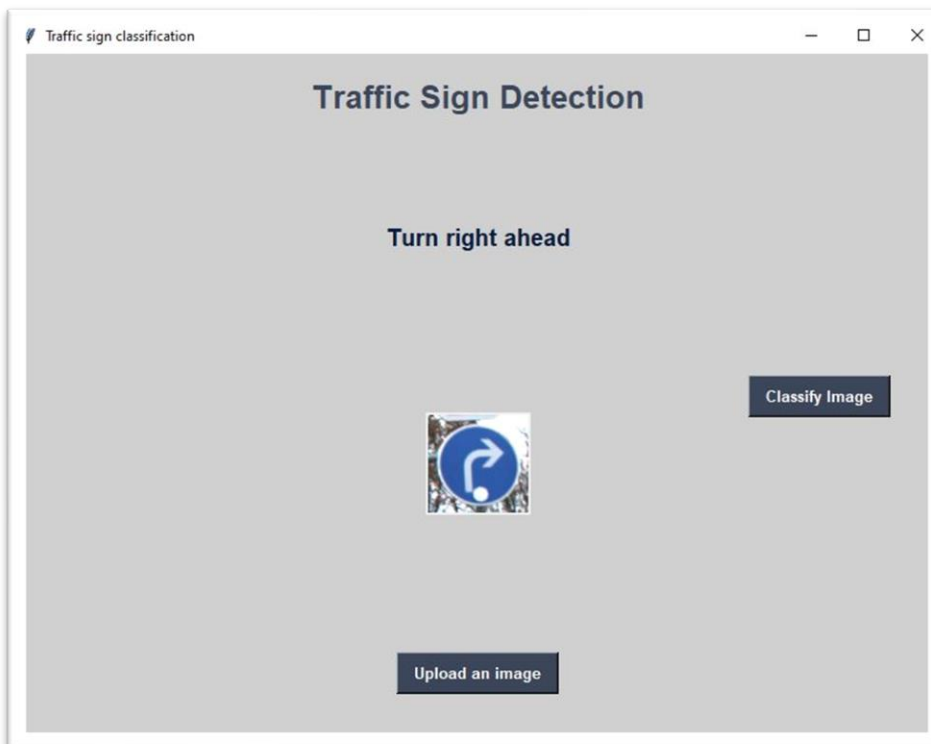 Traffic sign classification
Traffic Sign Detection
Turn right ahead
Classify Image
Upload an image